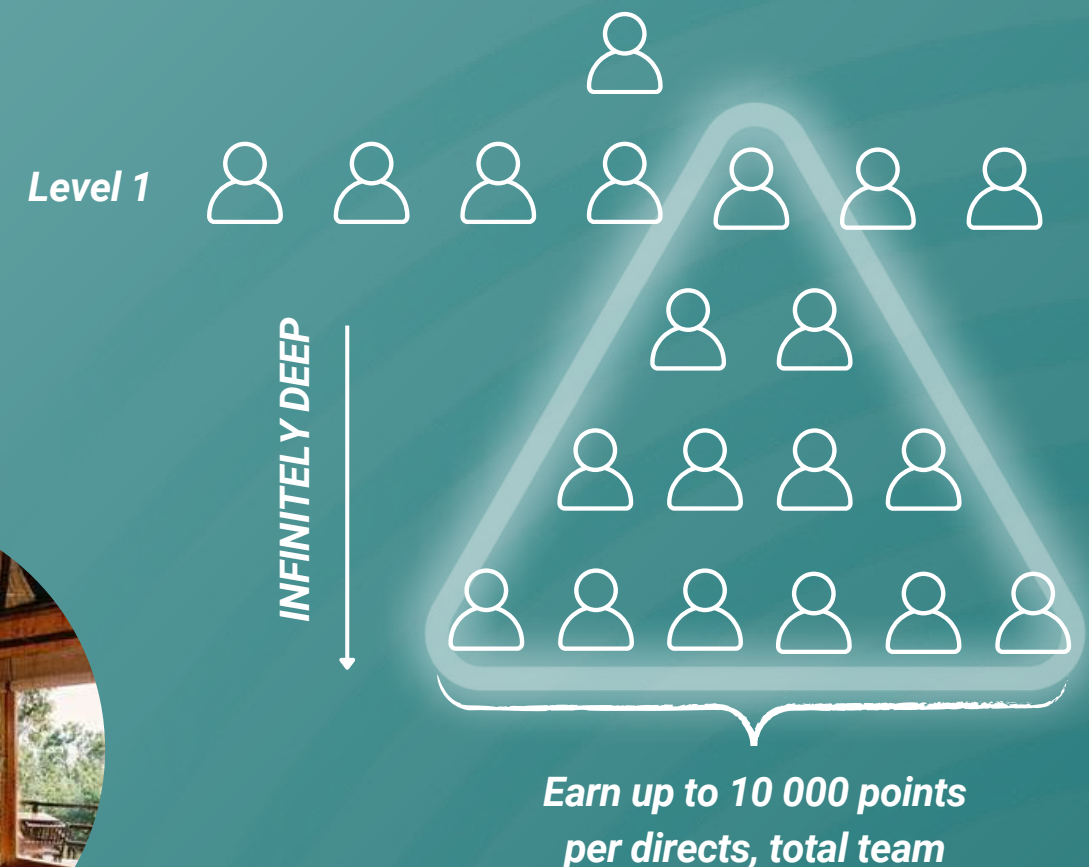 Level 1
INFINITELY DEEP
Earn up to 10 000 points
per directs, total team